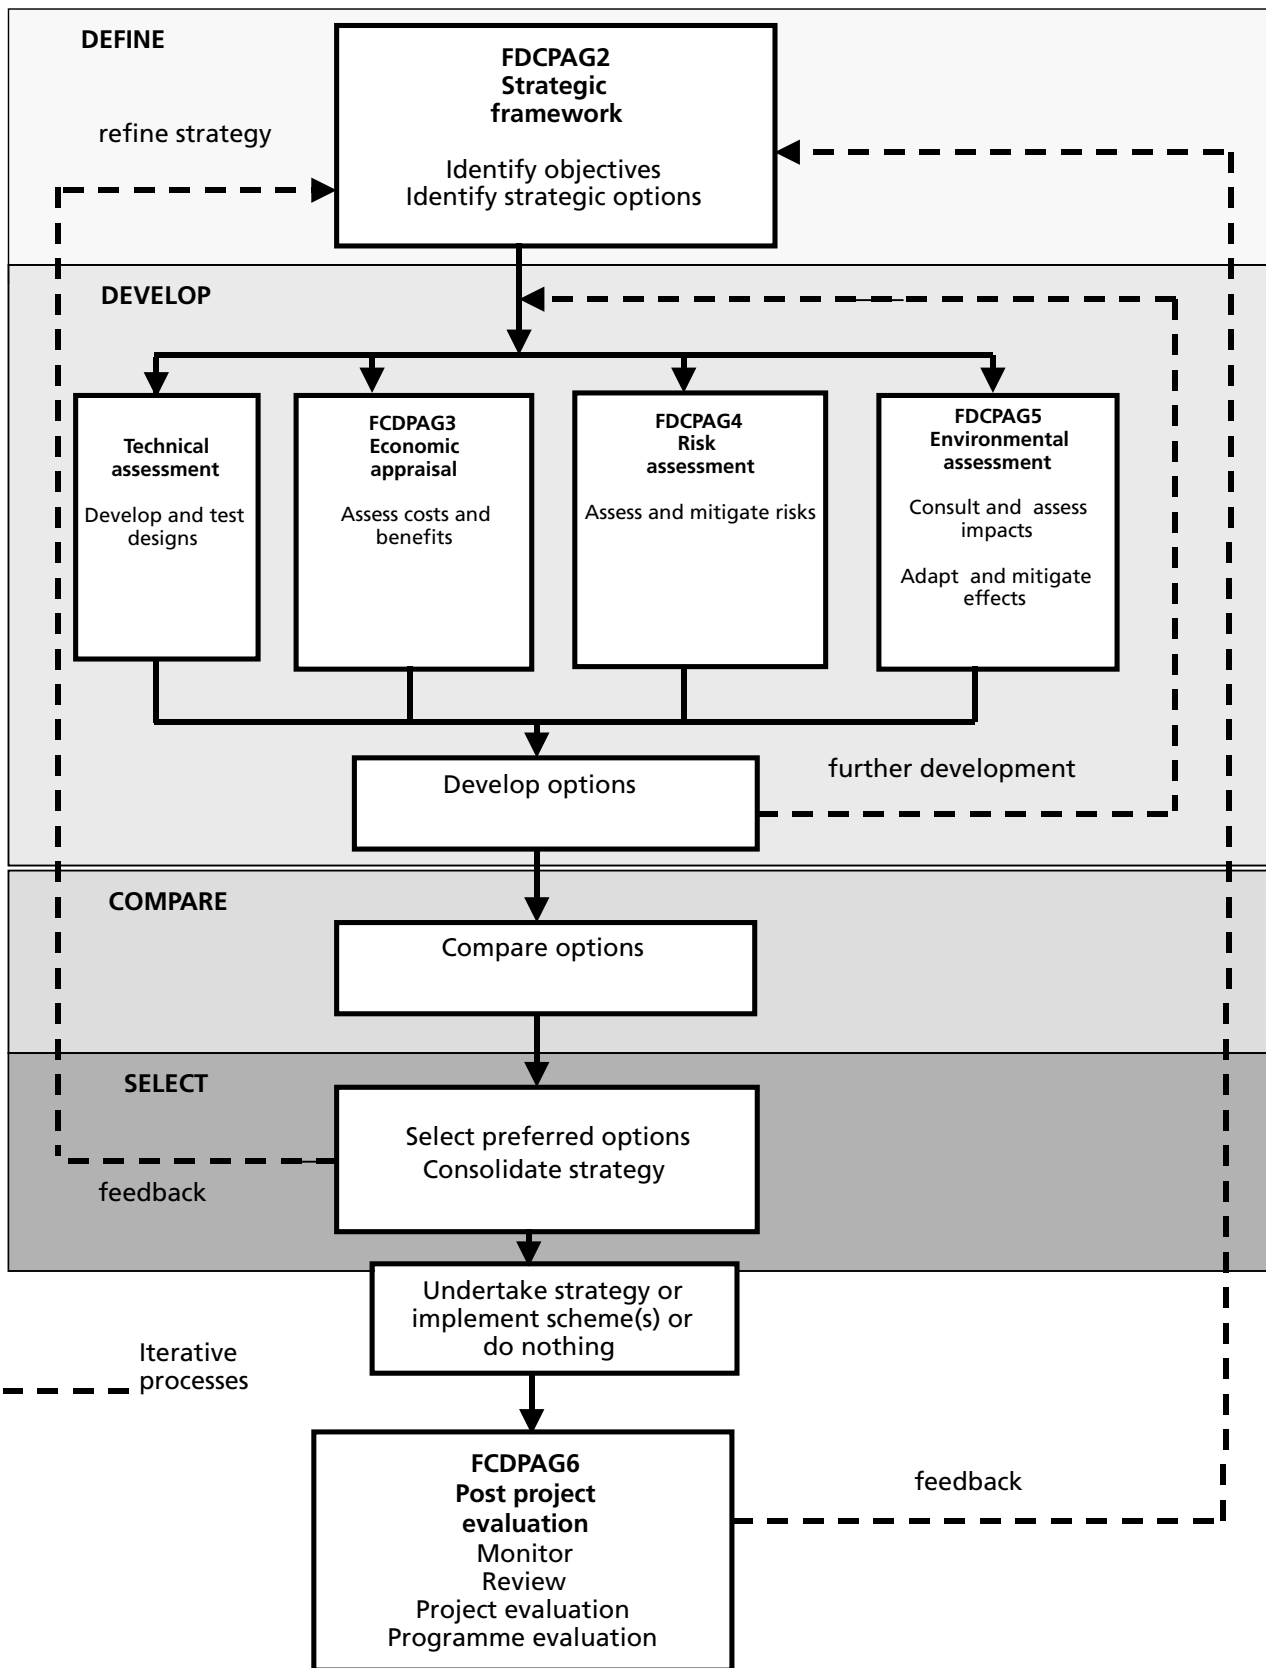 DEFINE
FDCPAG2
Strategic
framework
refine strategy
Identify objectives
Identify strategic options
DEVELOP
Technical
assessment
Develop and test
designs
FCDPAG3
Economic
appraisal
Assess costs and
benefits
FDCPAG4
Risk
assessment
Assess and mitigate risks
FDCPAG5
Environmental
assessment
Consult and assess
impacts
Adapt and mitigate
effects
Develop options
further development
COMPARE
Compare options
SELECT
Select preferred options
Consolidate strategy
feedback
Undertake strategy or
implement scheme(s) or
do nothing
Iterative
processes
FCDPAG6
Post project
evaluation
Monitor
Review
Project evaluation
Programme evaluation
feedback